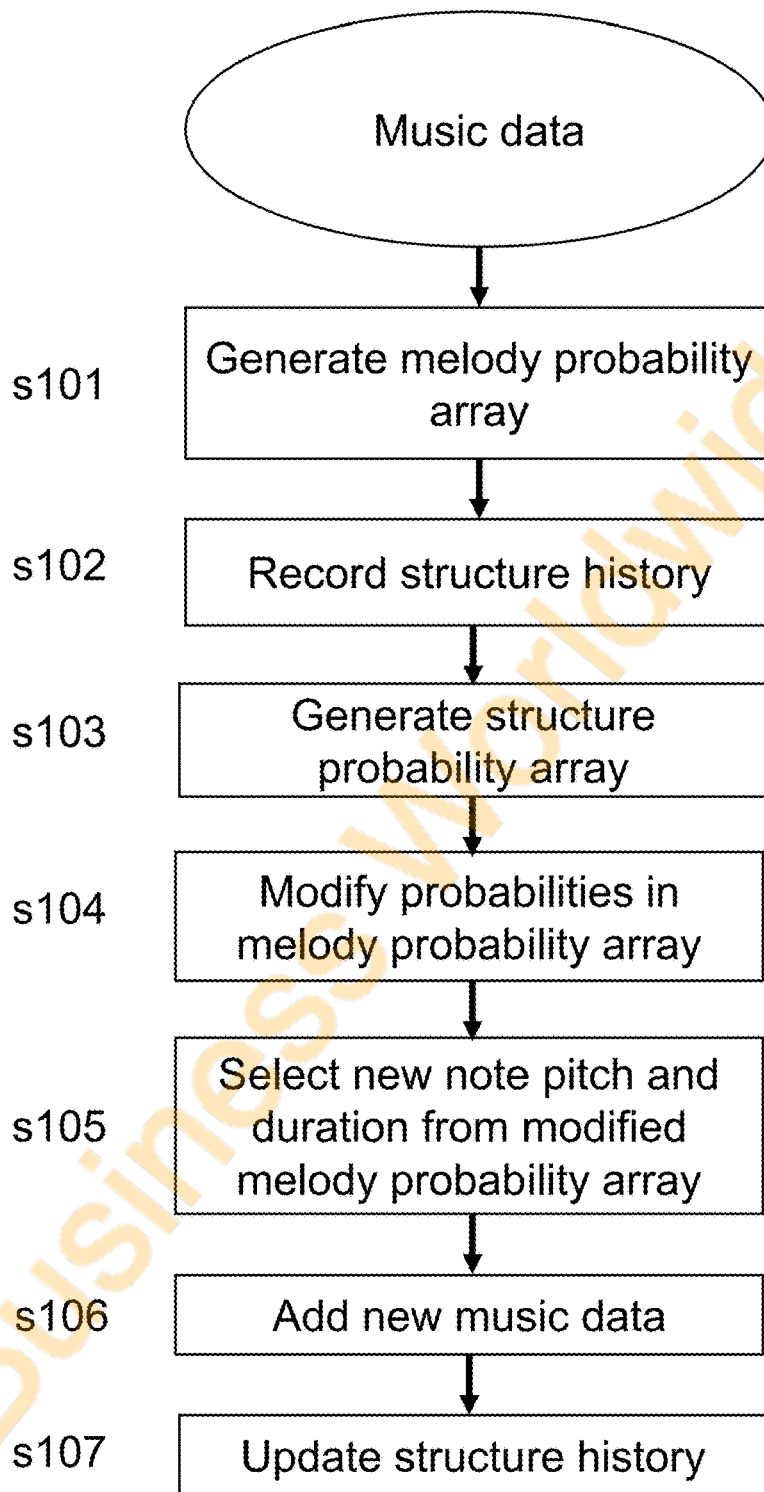 Music data
s101
Generate melody probability
array
s102
Record structure history
s103
Generate structure
probability array
s104
Modify probabilities in
melody probability array
s105
Select new note pitch and
duration from modified
melody probability array
s106
Add new music data
s107
Update structure history
Business Worldwid